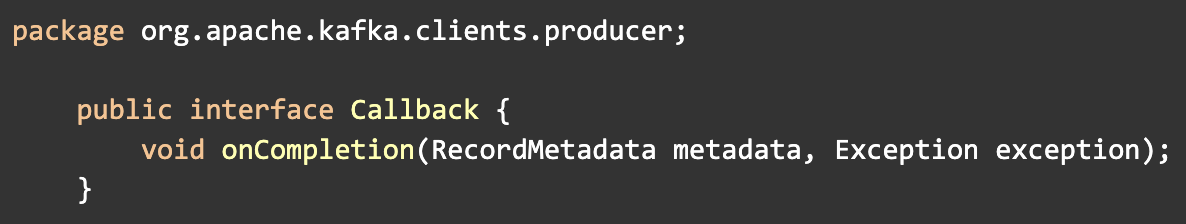 package org.apache.kafka.clients.producer;
public interface Callback {
void onCompletion(RecordMetadata metadata, Exception exception);
}